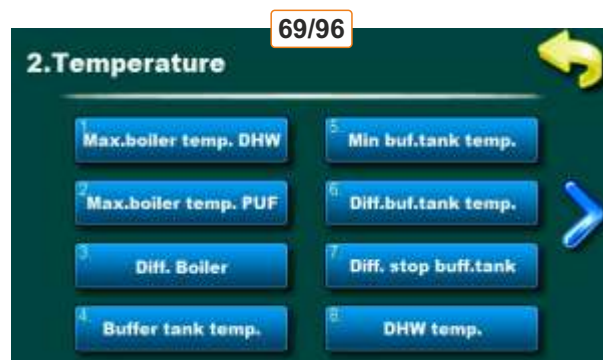 69/96
2.Temperature
1.
Max.boiler temp. DHW
2.
Max.boiler temp. PUF
3.
Diff. Boiler
4.
Buffer tank temp.
5.
Min buf.tank temp.
6.
Diff.buf.tank temp.
7.
Diff. stop buff.tank
8.
DHW temp.